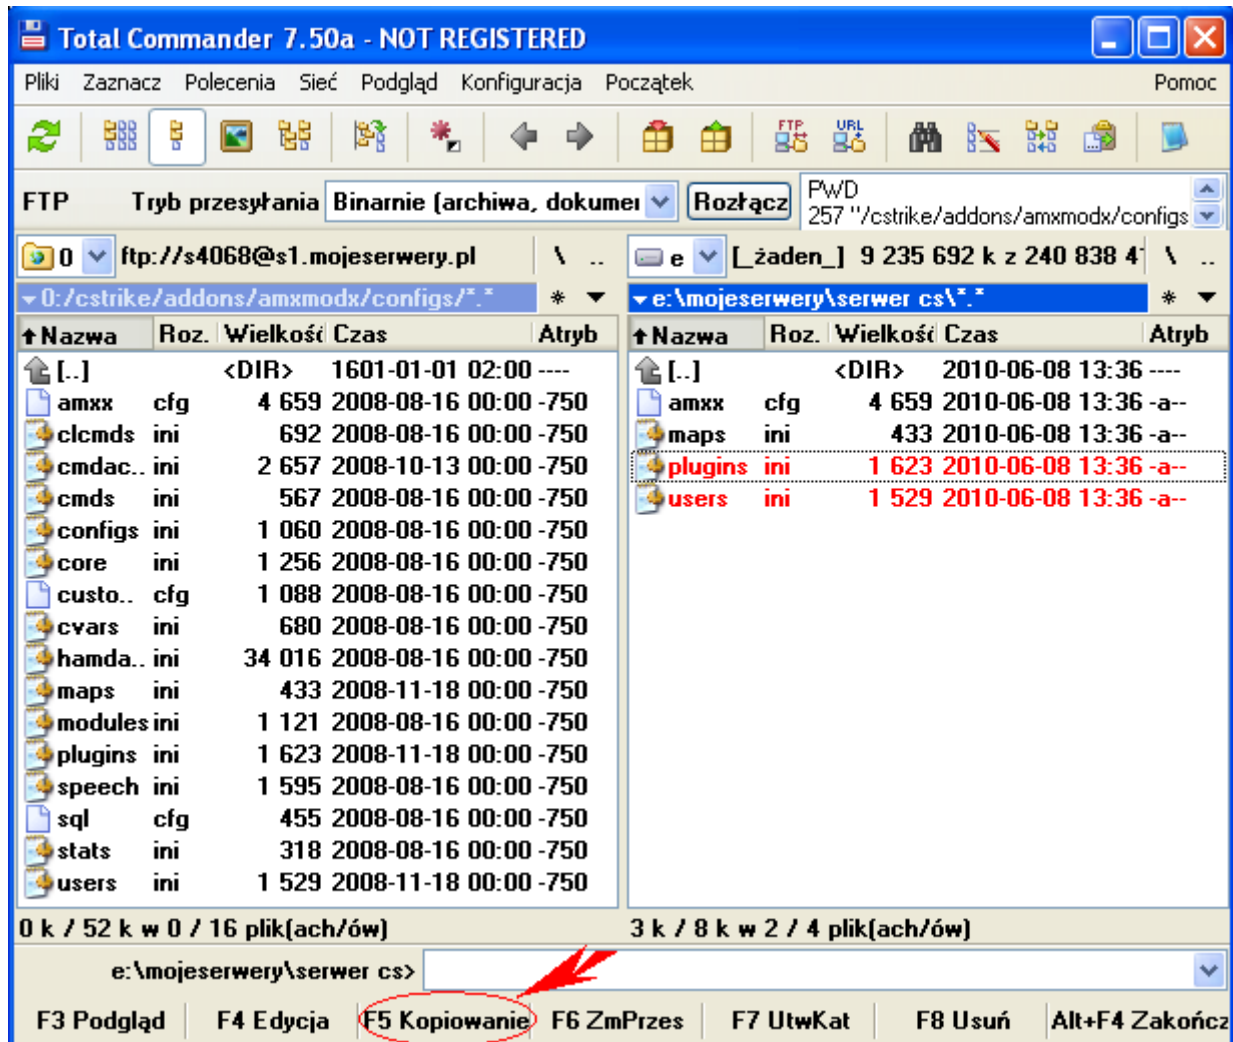 Total Commander 7.50a - NOT REGISTERED
Pliki Zaznacz Polecenia Sieć Podgląd Konfiguracja Początek Pomoc
FTP URL
FTP Tryb przesyłania Binarnie (archiwa, dokumei Rozłącz PWD
257 "/cstrike/addons/amxmodx/configs
0 ftp://s4068@s1.mojeserwery.pl \ .. e [_żaden_] 9 235 692 k z 240 838 4 \ ..
0:/cstrike/addons/amxmodx/configs/*.* * e:\mojeserwery\serwer cs\*.* *
Nazwa Roz. Wielkość Czas Atryb Nazwa Roz. Wielkość Czas Atryb
[..] <DIR> 1601-01-01 02:00 ---- [..] <DIR> 2010-06-08 13:36 ----
amxx cfg 4 659 2008-08-16 00:00 -750 amxx cfg 4 659 2010-06-08 13:36 -a--
clcmds ini 692 2008-08-16 00:00 -750 maps ini 433 2010-06-08 13:36 -a--
cmdac.. ini 2 657 2008-10-13 00:00 -750 plugins ini 1 623 2010-06-08 13:36 -a--
cmds ini 567 2008-08-16 00:00 -750 users ini 1 529 2010-06-08 13:36 -a--
configs ini 1 060 2008-08-16 00:00 -750
core ini 1 256 2008-08-16 00:00 -750
custo.. cfg 1 088 2008-08-16 00:00 -750
cvars ini 680 2008-08-16 00:00 -750
hamda.. ini 34 016 2008-08-16 00:00 -750
maps ini 433 2008-11-18 00:00 -750
modules ini 1 121 2008-08-16 00:00 -750
plugins ini 1 623 2008-11-18 00:00 -750
speech ini 1 595 2008-08-16 00:00 -750
sql cfg 455 2008-08-16 00:00 -750
stats ini 318 2008-08-16 00:00 -750
users ini 1 529 2008-11-18 00:00 -750
0 k / 52 k w 0 / 16 plik(ach/ów) 3 k / 8 k w 2 / 4 plik(ach/ów)
e:\mojeserwery\serwer cs>
F3 Podgląd F4 Edycja F5 Kopiowanie F6 ZmPrzes F7 UtwKat F8 Usuń Alt+F4 Zakończ